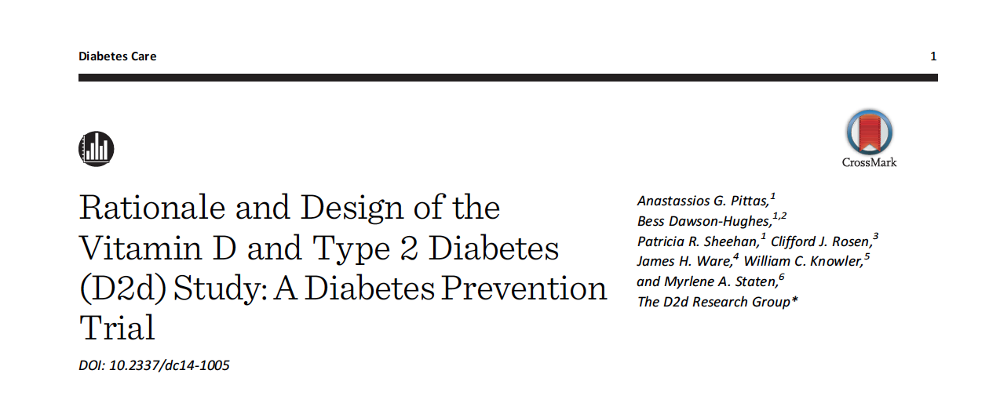 Diabetes Care
1
CrossMark
Rationale and Design of the
Vitamin D and Type 2 Diabetes
(D2d) Study: A Diabetes Prevention
Trial
DOI: 10.2337/dc14-1005
Anastassios G. Pittas,1
Bess Dawson-Hughes,1,2
Patricia R. Sheehan,1 Clifford J. Rosen,3
James H. Ware,4 William C. Knowler,5
and Myrlene A. Staten,6
The D2d Research Group*